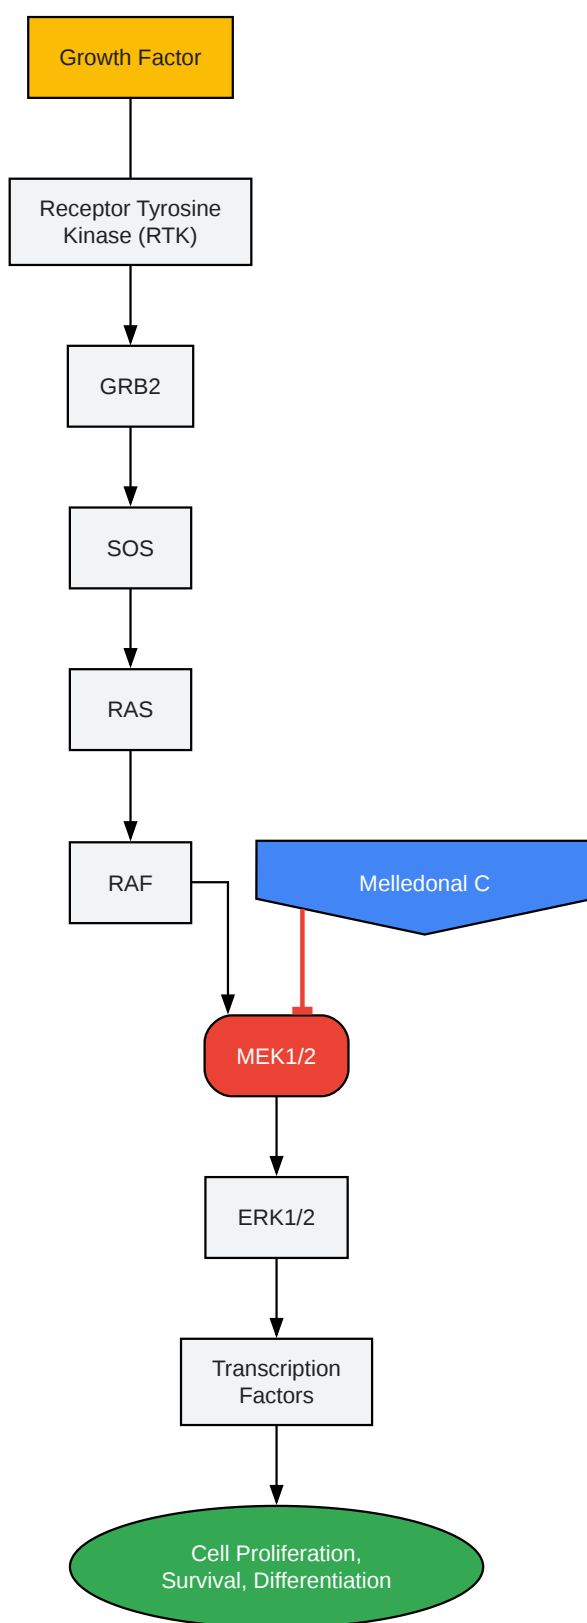 Growth Factor
Receptor Tyrosine
Kinase (RTK)
GRB2
SOS
RAS
RAF
Melledonal C
MEK1/2
ERK1/2
Transcription
Factors
Cell Proliferation,
Survival, Differentiation